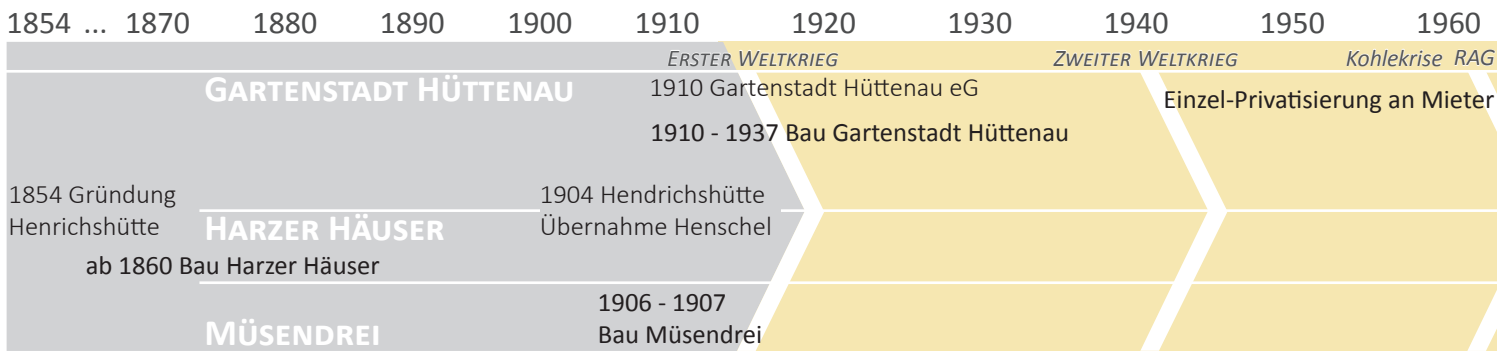 1854 ... 1870 1880 1890 1900 1910 1920 1930 1940 1950 1960
ERSTER WELTKRIEG ZWEITER WELTKRIEG Kohlekrise RAG
GARTENSTADT HÜTTENAU 1910 Gartenstadt Hüttenau eG
Einzel-Privatisierung an Mieter
1910 - 1937 Bau Gartenstadt Hüttenau
1854 Gründung
Henrichshütte
1904 Hendrichshütte
Übernahme Henschel
HARZER HÄUSER
ab 1860 Bau Harzer Häuser
1906 - 1907
Bau Müsendrei
MÜSENDREI